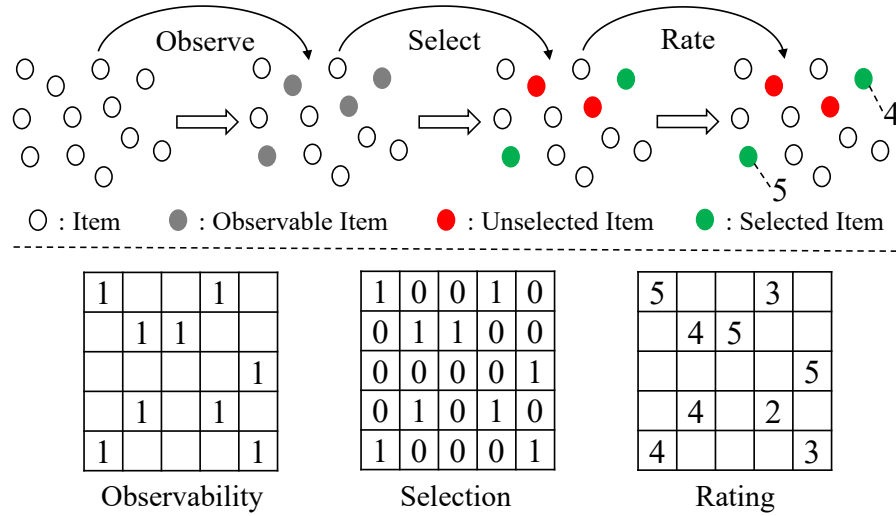 Observe Select Rate
4
5
: Item : Observable Item : Unselected Item : Selected Item
1 1
1 1
1
1 1
1 1
Observability
1 0 0 1 0
0 1 1 0 0
0 0 0 0 1
0 1 0 1 0
1 0 0 0 1
Selection
5 3
4 5
5
4 2
4 3
Rating